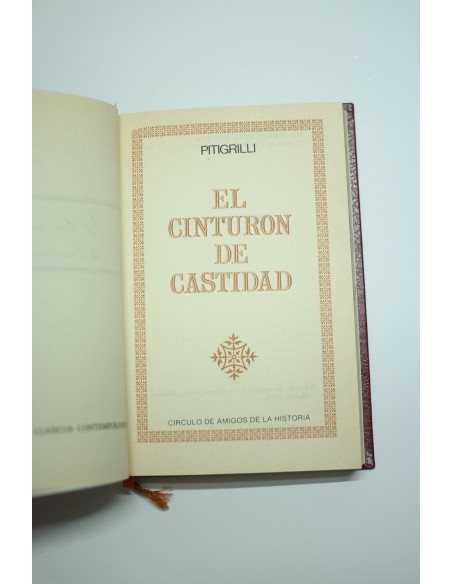 PITIGRILLI
EL
CINTURON
DE
CASTIDAD
CIRCULO DE AMIGOS DE LA HISTORIA